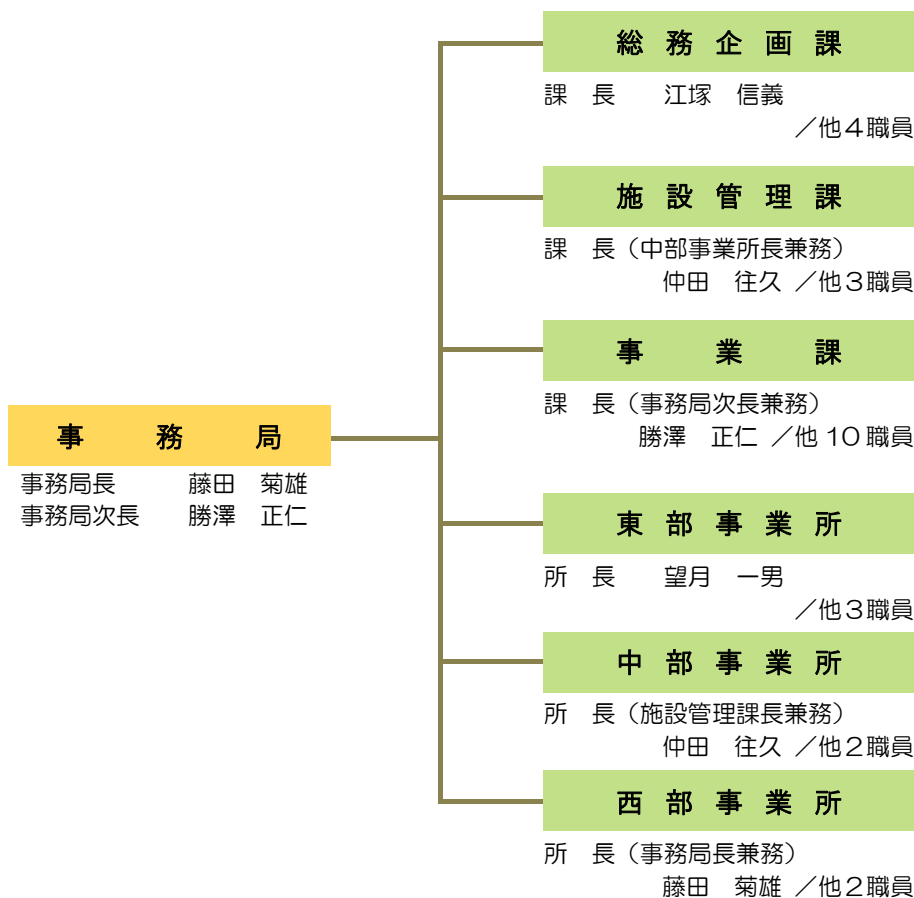 事務局
事務局長　藤田　菊雄
事務局次長　勝澤　正仁
総務企画課
課　長　江塚　信義
／他4職員
施設管理課
課　長（中部事業所長兼務）
仲田　往久 ／他3職員
事業課
課　長（事務局次長兼務）
勝澤　正仁 ／他 10 職員
東部事業所
所　長　望月　一男
／他3職員
中部事業所
所　長（施設管理課長兼務）
仲田　往久 ／他2職員
西部事業所
所　長（事務局長兼務）
藤田　菊雄 ／他2職員